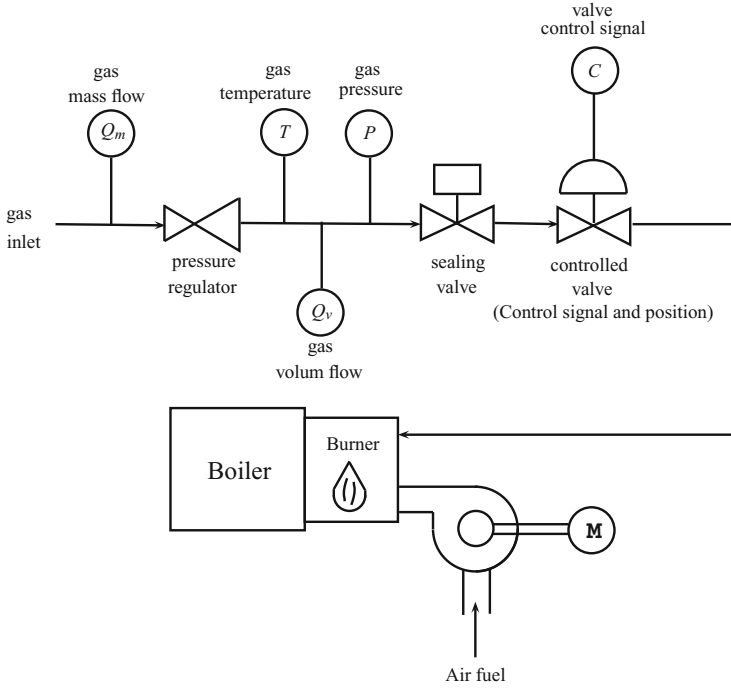 valve
control signal
C
gas
mass flow
Qm
gas
temperature
T
gas
pressure
P
gas
inlet
pressure
regulator
sealing
valve
controlled
valve
(Control signal and position)
Qv
gas
volum flow
Boiler
Burner
M
Air fuel